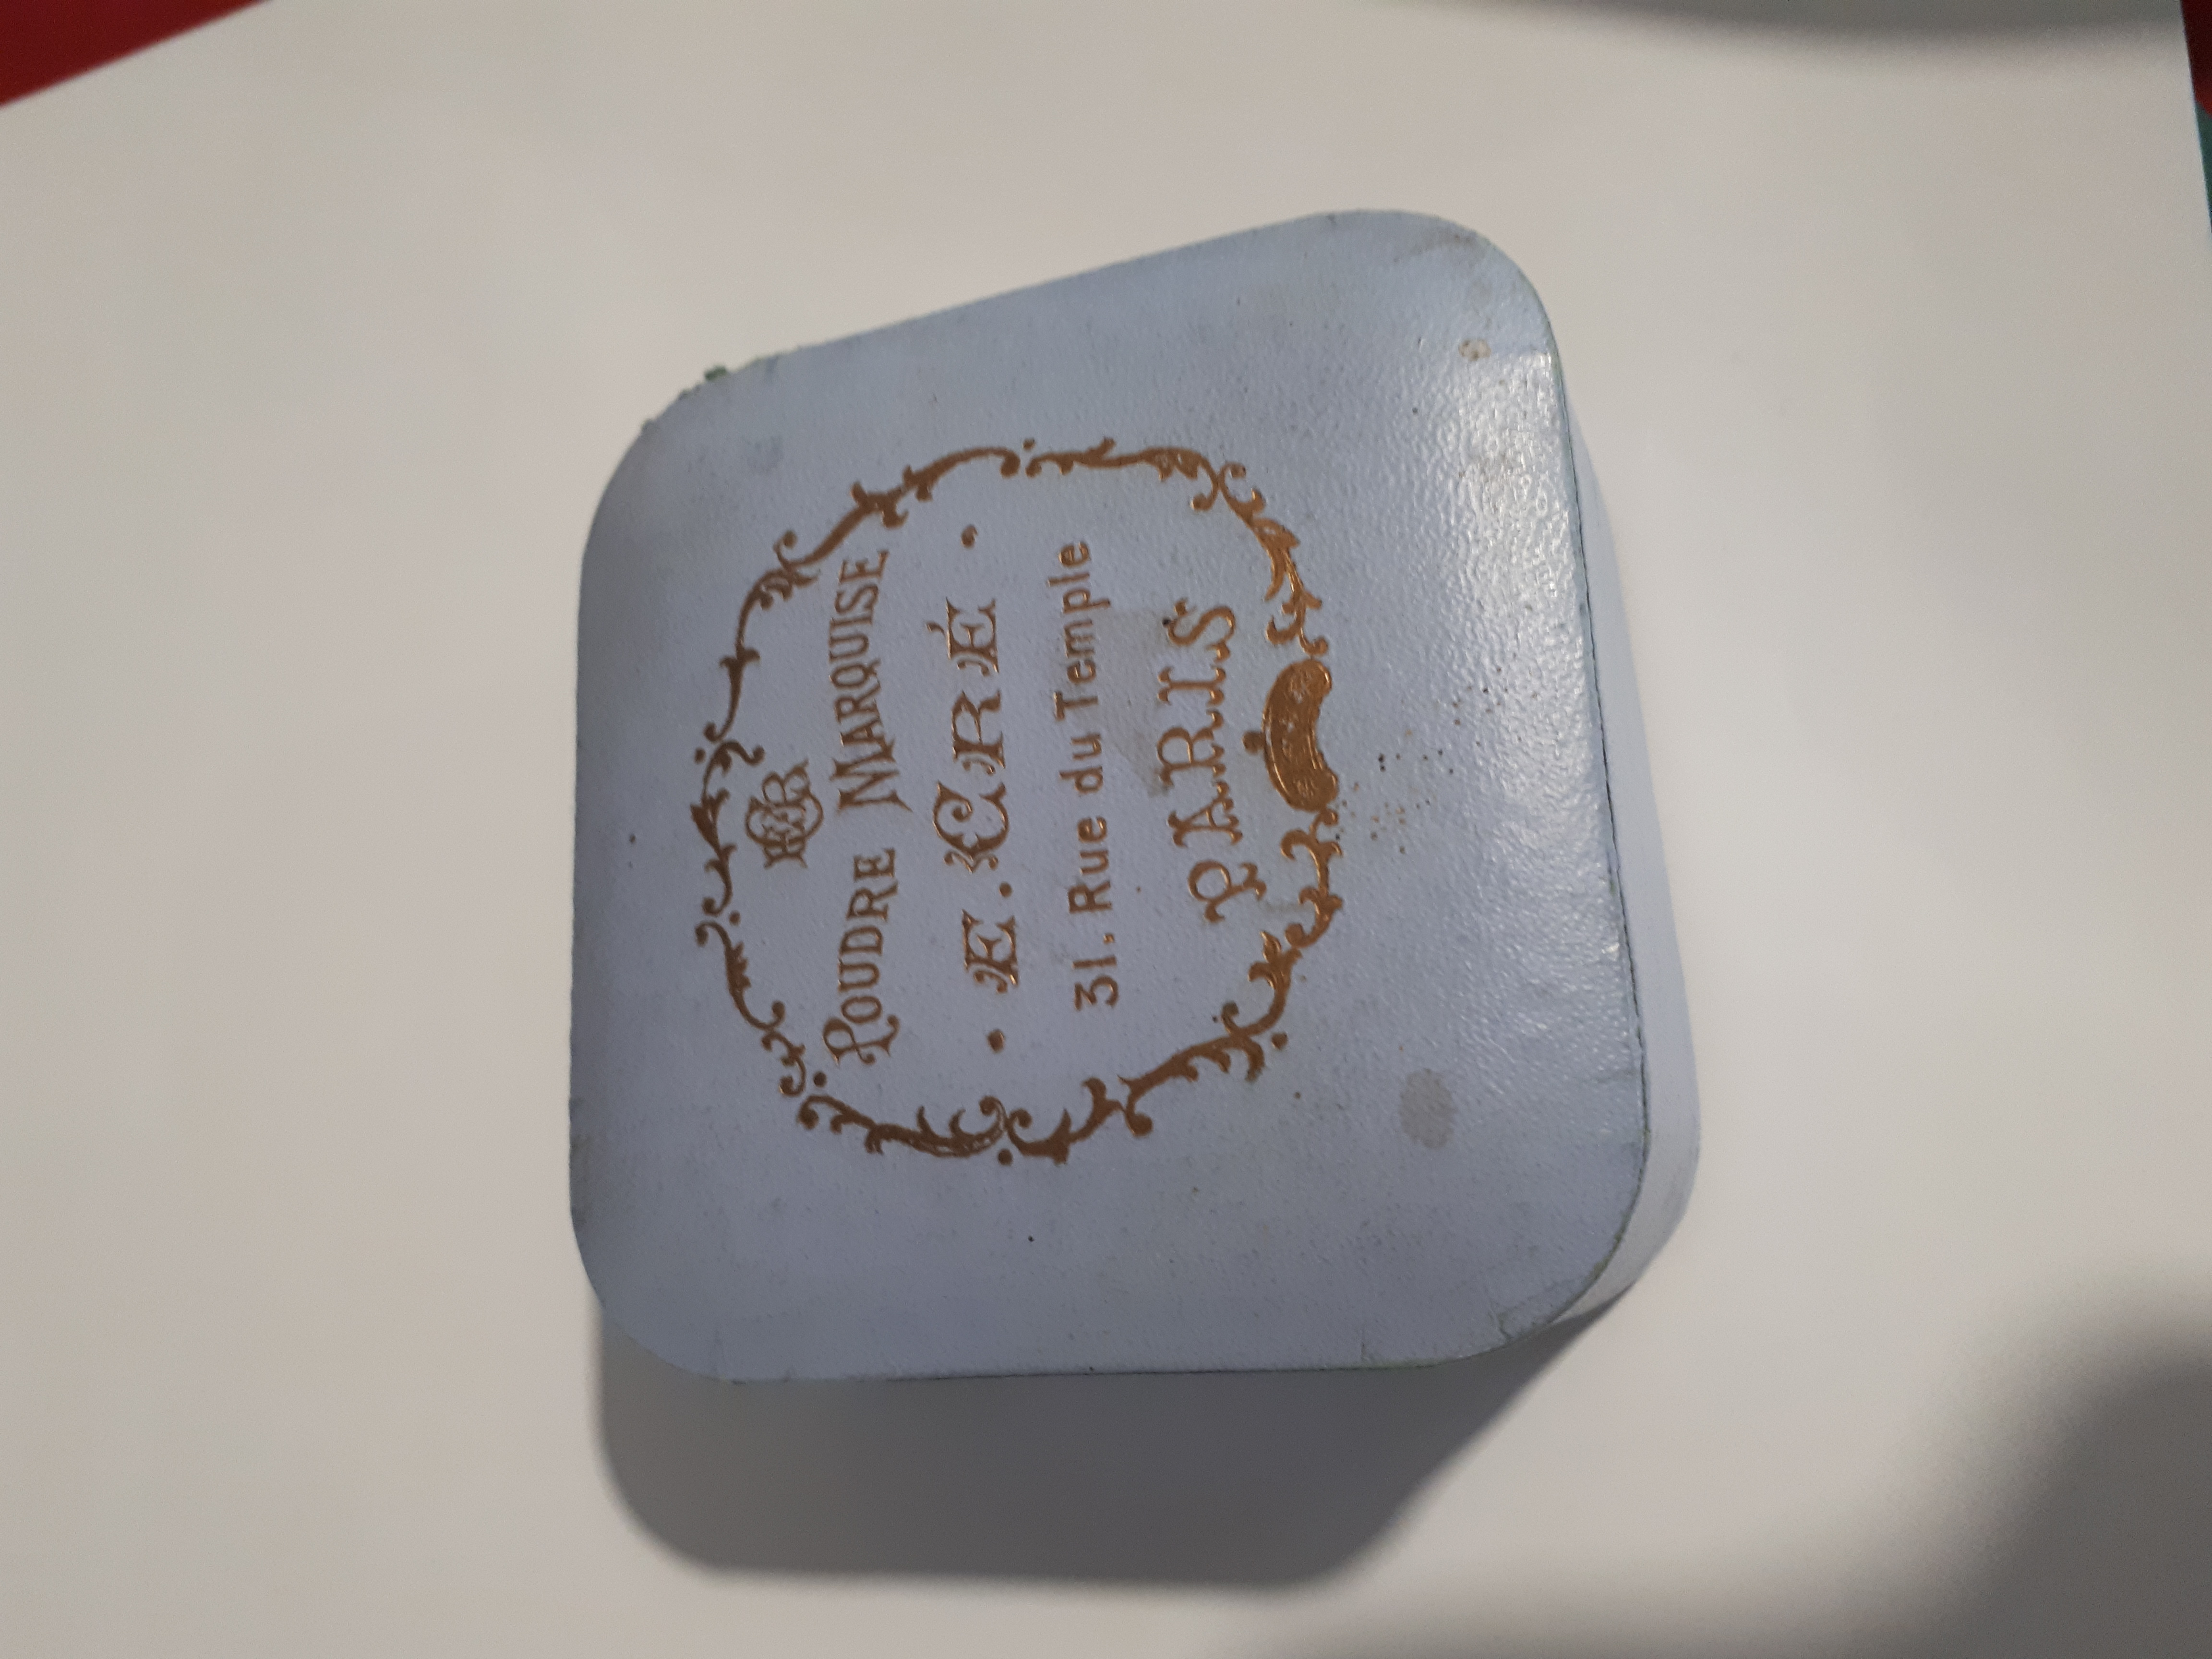 POUDRE MARQUISE
• E. CRÉ •
31. Rue du Temple
PARIS